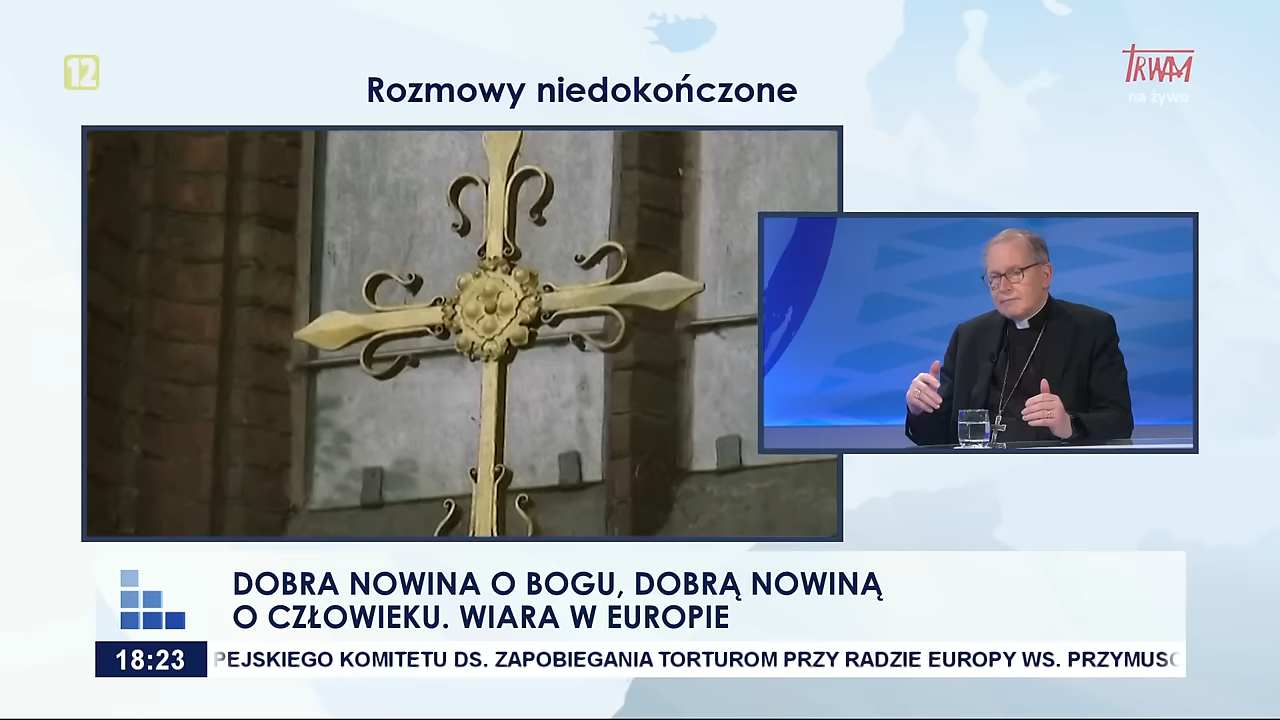 12
Rozmowy niedokończone
TRWAM
na żywo
DOBRA NOWINA O BOGU, DOBRĄ NOWINĄ
O CZŁOWIEKU. WIARA W EUROPIE
18:23
PEJSKIEGO KOMITETU DS. ZAPOBIEGANIA TORTUROM PRZY RADZIE EUROPY WS. PRZYMUSO